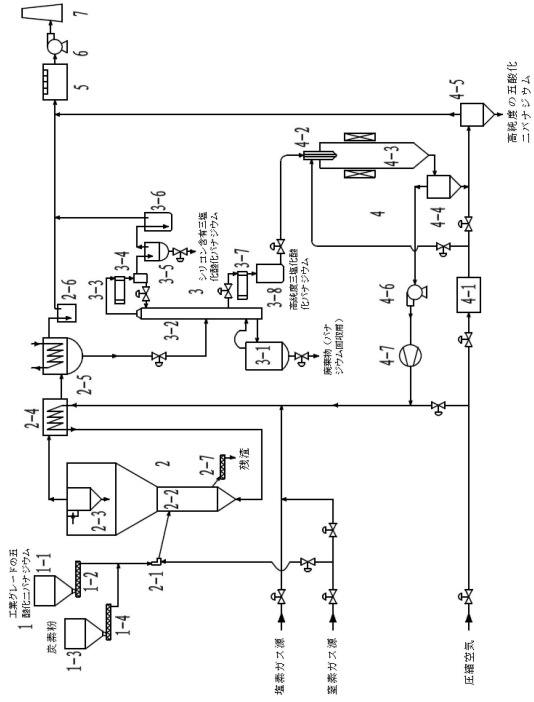 工業グレードの五
酸化二バナジウム
1
1-1
1-2
炭素粉
1-3
1-4
2-1
2
2-2
2-3
2-4
2-5
2-6
2-7
残渣
3
3-1
廃棄物（バナ
ジウム回収用）
3-2
3-3
3-4
3-5
シリコン含有三塩
化酸化バナジウム
3-6
3-7
3-8
高純度三塩化酸
化バナジウム
4
4-1
4-2
4-3
4-4
4-5
高純度の五酸化
二バナジウム
4-6
4-7
5
6
7
塩素ガス源
窒素ガス源
圧縮空気